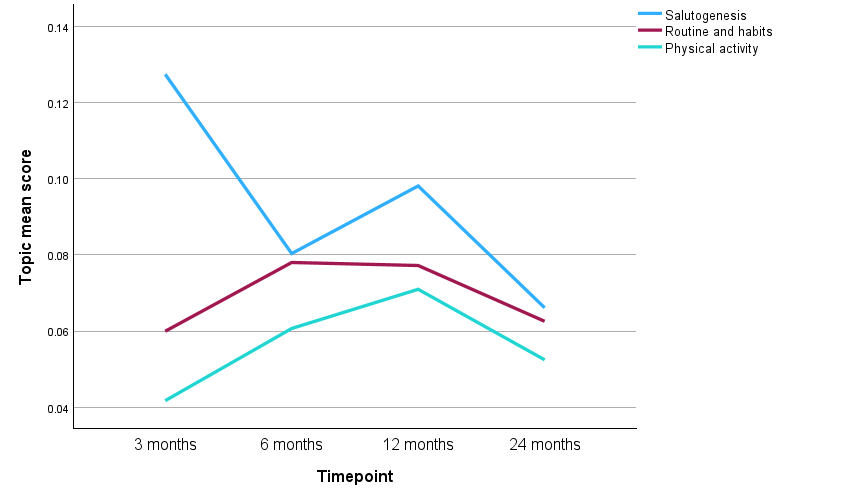 Salutogenesis
Routine and habits
Physical activity
Topic mean score
0.14
0.12
0.10
0.08
0.06
0.04
3 months 6 months 12 months 24 months
Timepoint